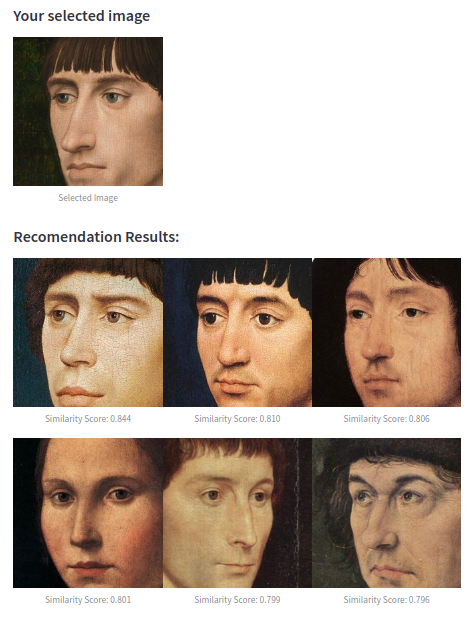 Your selected image
Selected Image
Recomendation Results:
Similarity Score: 0.844
Similarity Score: 0.810
Similarity Score: 0.806
Similarity Score: 0.801
Similarity Score: 0.799
Similarity Score: 0.796